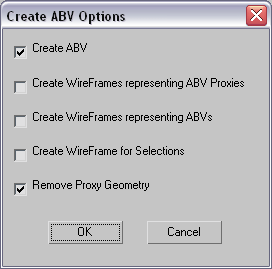 Create ABV Options
Create ABV
Create WireFrames representing ABV Proxies
Create WireFrames representing ABVs
Create WireFrame for Selections
Remove Proxy Geometry
OK
Cancel